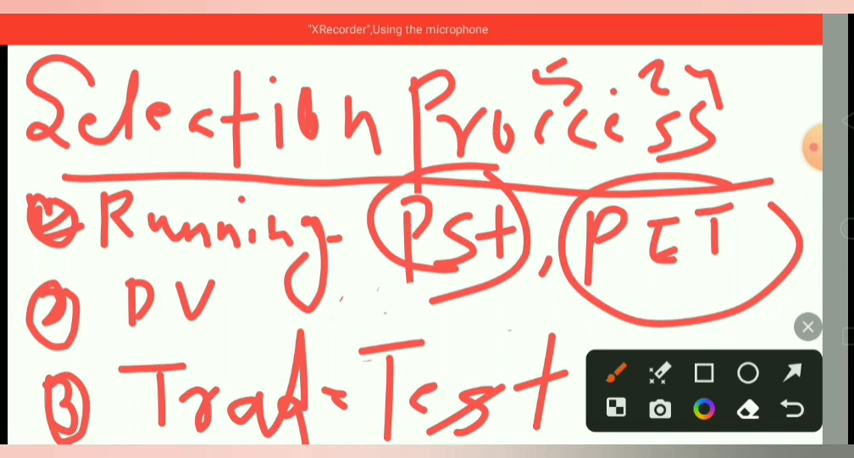 "XRecorder",Using the microphone
Selection Process
① Running - Pst, PET
② DV
③ Trade Test